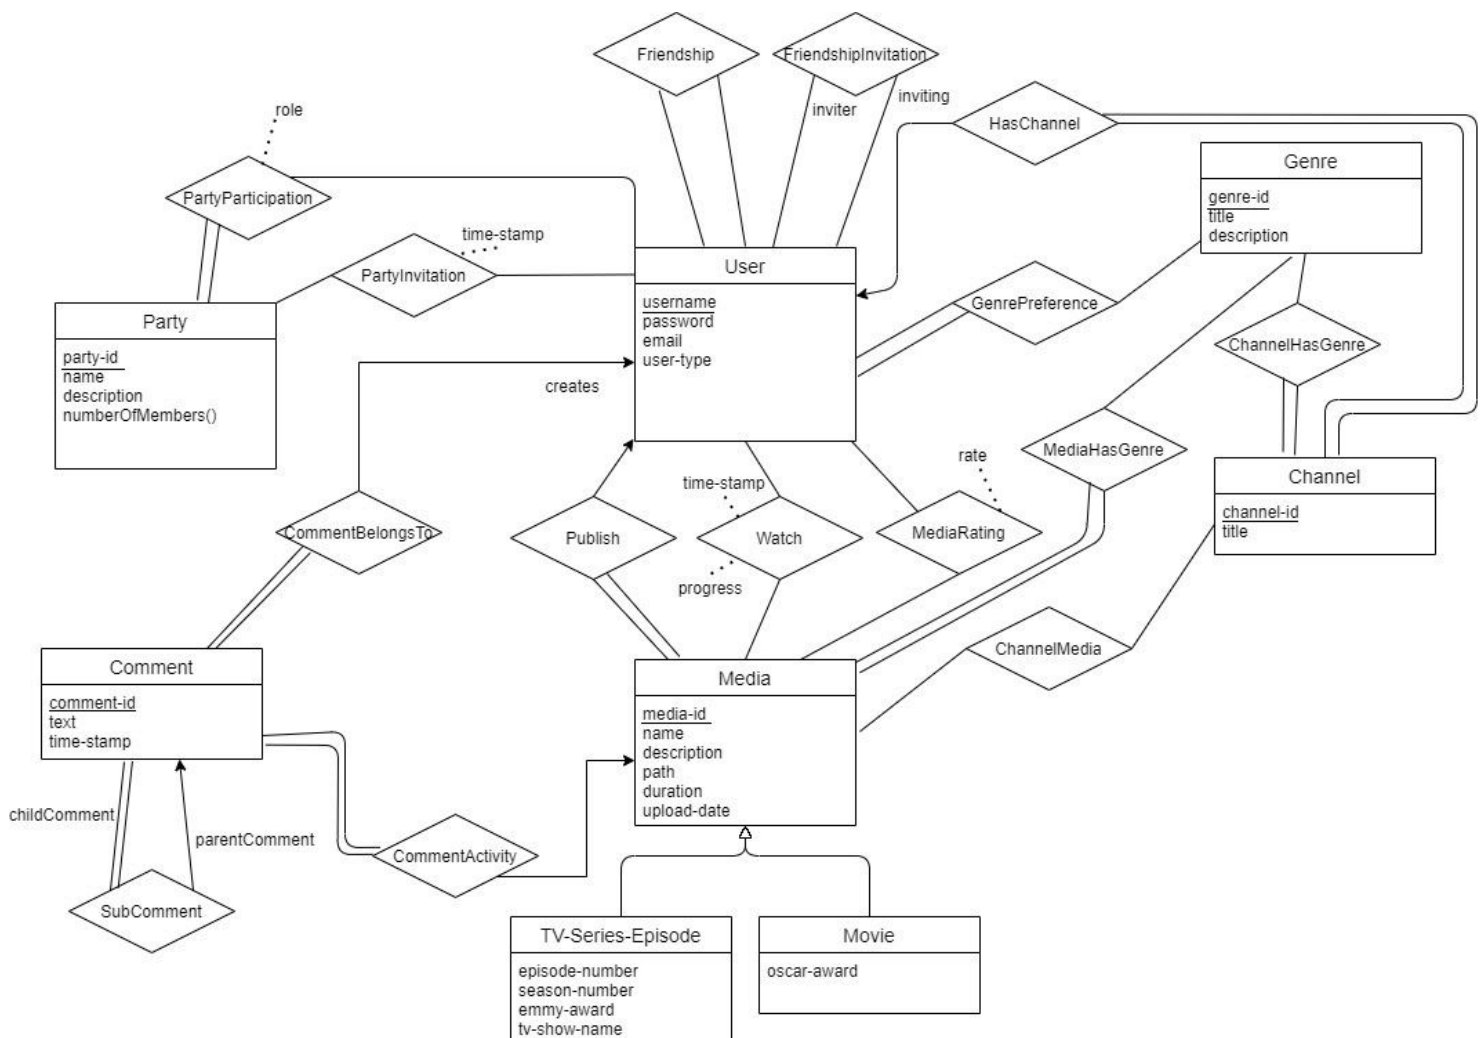 Friendship
FriendshipInvitation
role
inviter
inviting
HasChannel
Genre
genre-id
title
description
PartyParticipation
time-stamp
PartyInvitation
User
username
password
email
user-type
GenrePreference
Party
party-id
name
description
numberOfMembers()
ChannelHasGenre
creates
MediaHasGenre
Channel
channel-id
title
rate
time-stamp
CommentBelongsTo
Publish
Watch
MediaRating
progress
ChannelMedia
Comment
comment-id
text
time-stamp
Media
media-id
name
description
path
duration
upload-date
childComment
parentComment
CommentActivity
SubComment
TV-Series-Episode
episode-number
season-number
emmy-award
tv-show-name
Movie
oscar-award